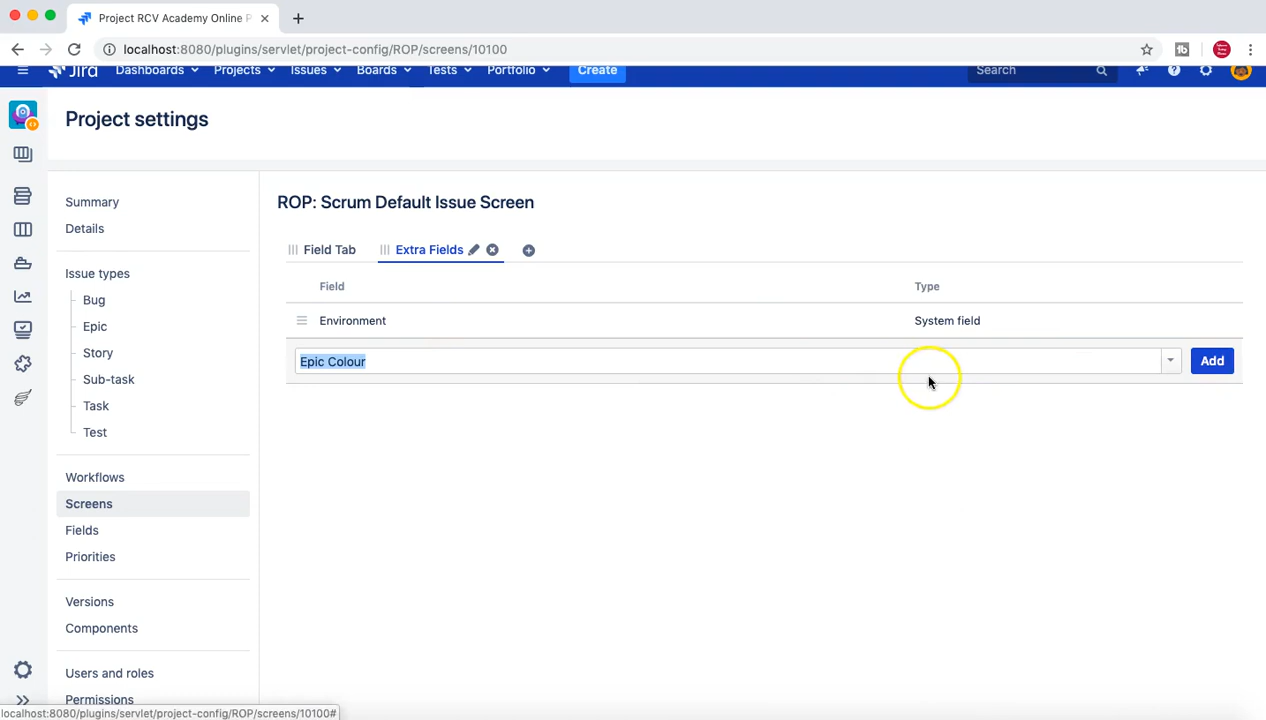 Project RCV Academy Online P
localhost:8080/plugins/servlet/project-config/ROP/screens/10100
Jira Dashboards Projects Issues Boards Tests Portfolio Create Search
Project settings
Summary
Details
Issue types
Bug
Epic
Story
Sub-task
Task
Test
Workflows
Screens
Fields
Priorities
Versions
Components
Users and roles
Permissions
ROP: Scrum Default Issue Screen
Field Tab Extra Fields
Field Type
Environment System field
Epic Colour Add
localhost:8080/plugins/servlet/project-config/ROP/screens/10100#